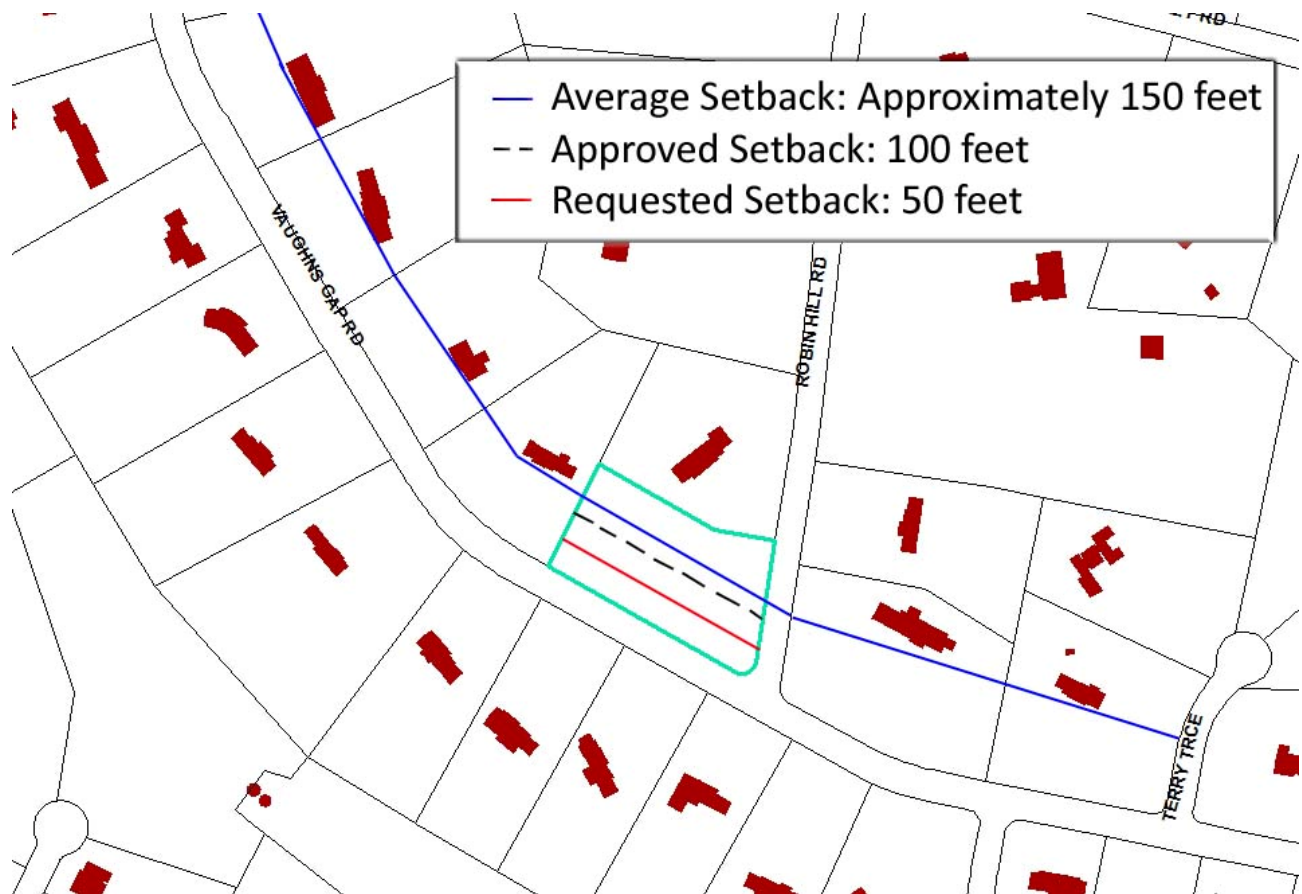 Average Setback: Approximately 150 feet
Approved Setback: 100 feet
Requested Setback: 50 feet
VAUGHNS GAP RD
ROBIN HILL RD
TERRY TRCE